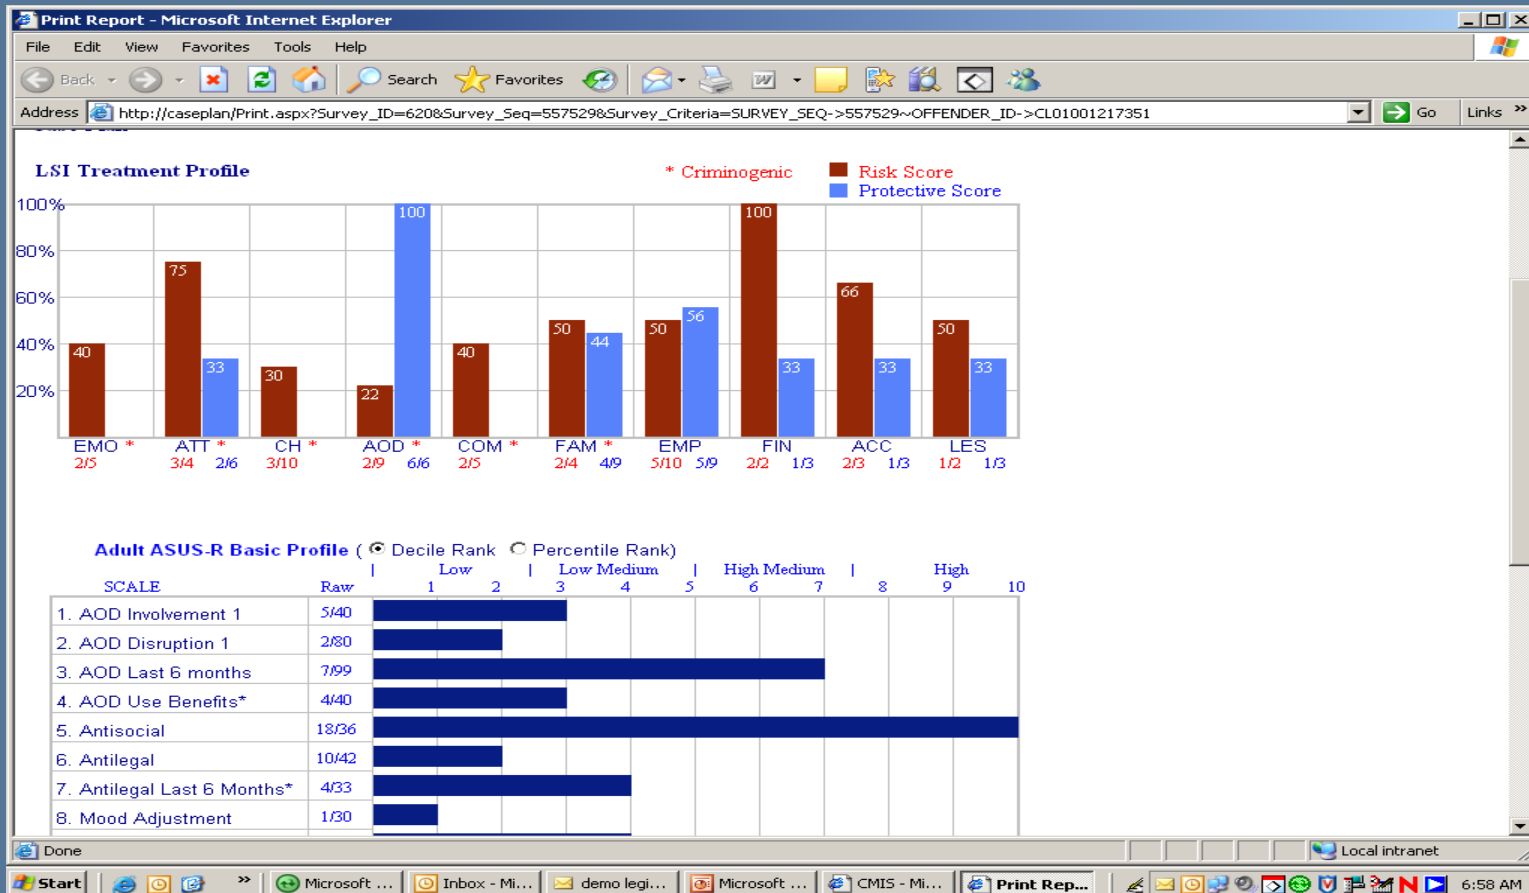 Print Report - Microsoft Internet Explorer
File Edit View Favorites Tools Help
Back Search Favorites
Address http://caseplan/Print.aspx?Survey_ID=620&Survey_Seq=557529&Survey_Criteria=SURVEY_SEQ->557529~OFFENDER_ID->CL01001217351 Go Links »
LSI Treatment Profile * Criminogenic Risk Score
Protective Score
100%
80%
60%
40%
20%
40 75 33 30 22 100 40 50 44 50 56 100 33 66 33 50 33
EMO * ATT * CH * AOD * COM * FAM * EMP FIN ACC LES
2/5 3/4 2/6 3/10 2/9 6/6 2/5 2/4 4/9 5/10 5/9 2/2 1/3 2/3 1/3 1/2 1/3
Adult ASUS-R Basic Profile ( Decile Rank Percentile Rank)
| Low | Low Medium | High Medium | High
SCALE Raw 1 2 3 4 5 6 7 8 9 10
1. AOD Involvement 1 5/40
2. AOD Disruption 1 2/80
3. AOD Last 6 months 7/99
4. AOD Use Benefits* 4/40
5. Antisocial 18/36
6. Antilegal 10/42
7. Antilegal Last 6 Months* 4/33
8. Mood Adjustment 1/30
Done Local intranet
Start » Microsoft ... Inbox - Mi... demo legi... Microsoft ... CMIS - Mi... Print Rep... 6:58 AM